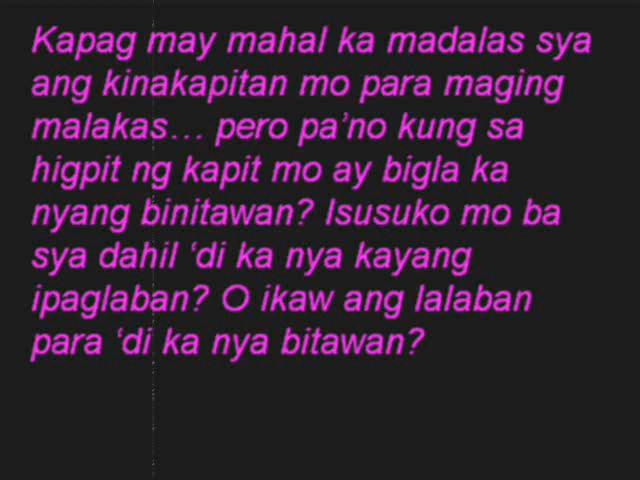 Kapag may mahal ka madalas sya
ang kinakapitan mo para maging
malakas… pero pa’no kung sa
higpit ng kapit mo ay bigla ka
nyang binitawan? Isusuko mo ba
sya dahil ‘di ka nya kayang
ipaglaban? O ikaw ang lalaban
para ‘di ka nya bitawan?